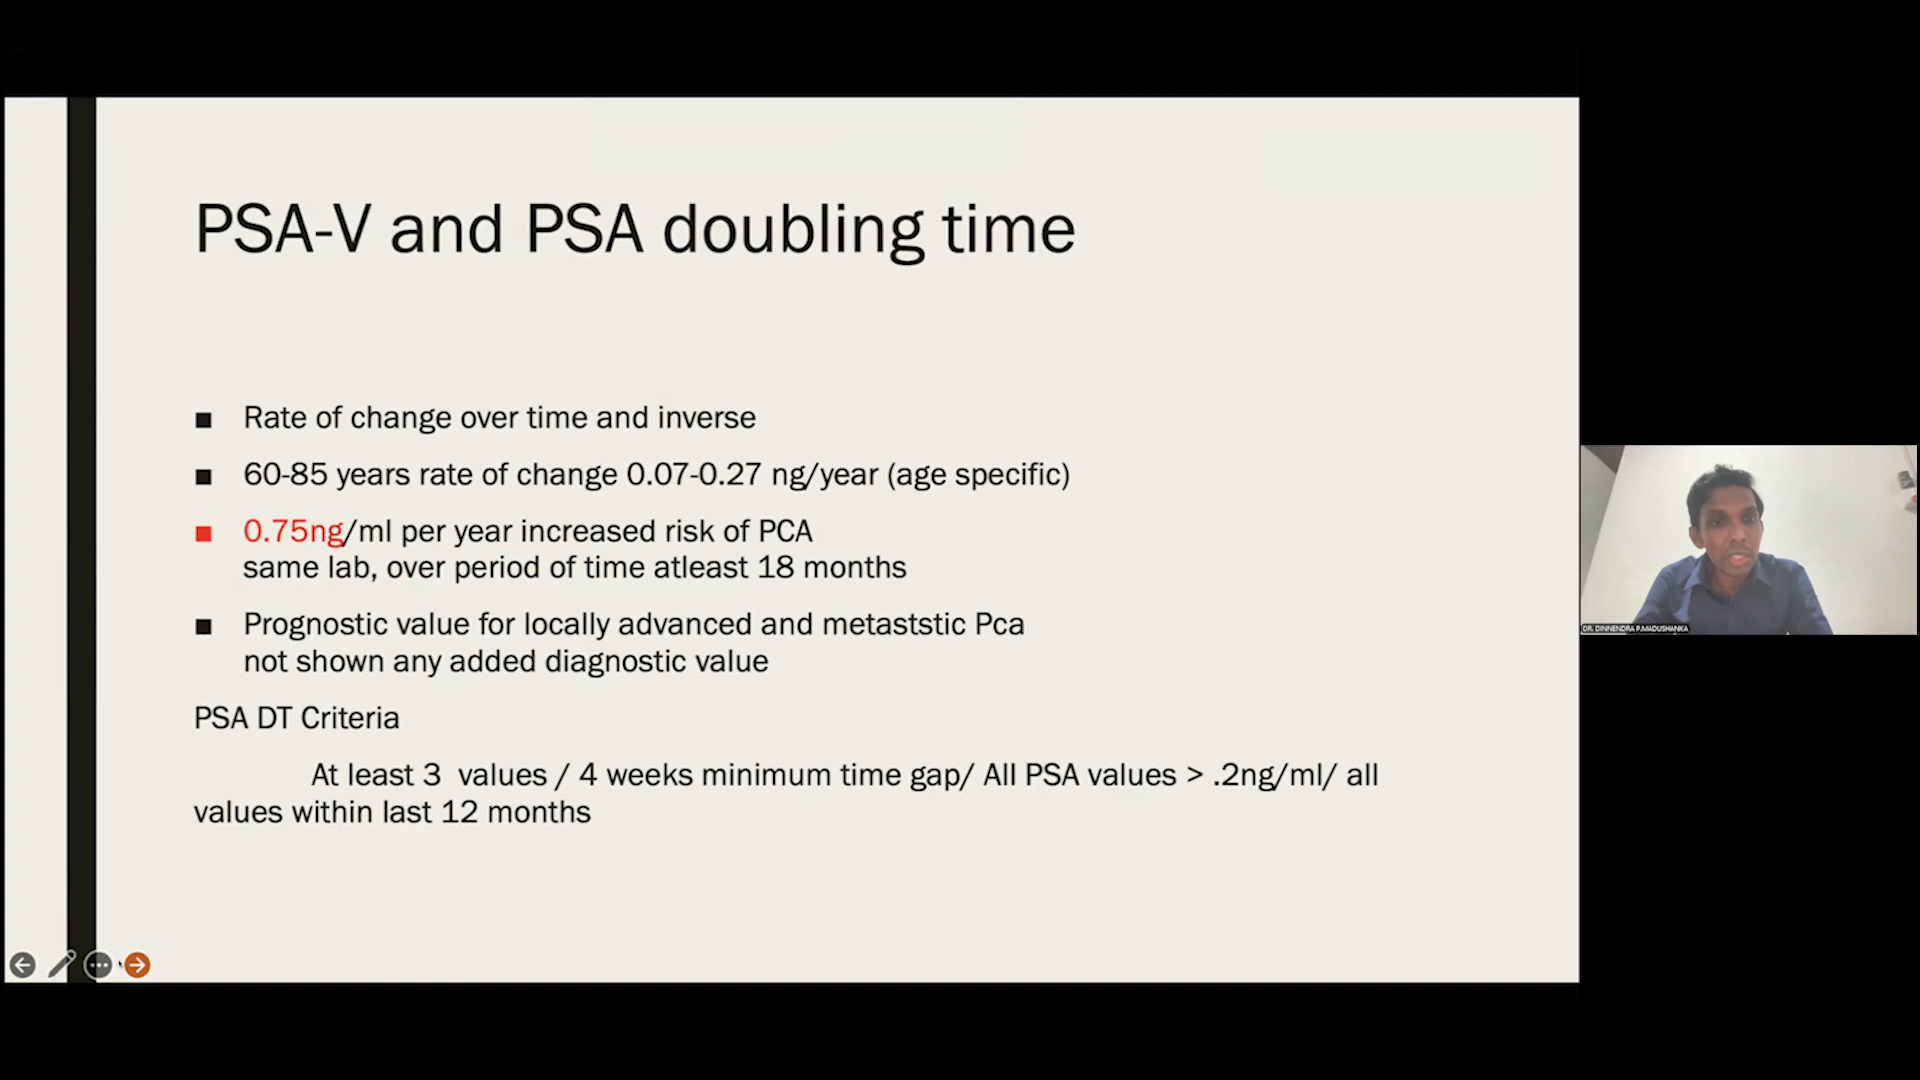 PSA-V and PSA doubling time
■ Rate of change over time and inverse
■ 60-85 years rate of change 0.07-0.27 ng/year (age specific)
■ 0.75ng/ml per year increased risk of PCA
same lab, over period of time atleast 18 months
■ Prognostic value for locally advanced and metaststic Pca
not shown any added diagnostic value
PSA DT Criteria
At least 3 values / 4 weeks minimum time gap/ All PSA values > .2ng/ml/ all
values within last 12 months
DR. DINNENDRA P.MADUSHANKA